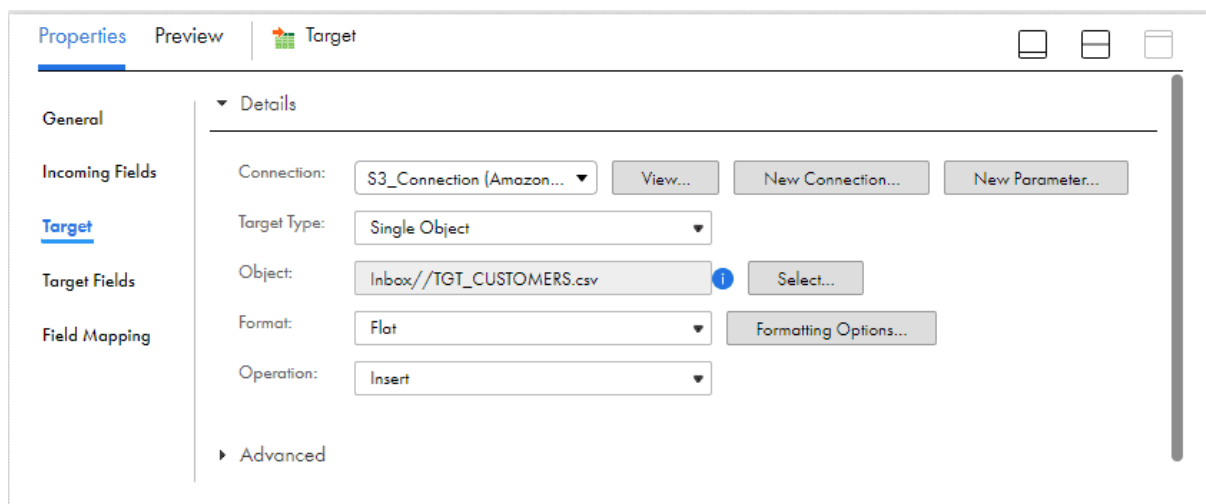 Properties Preview Target
Details
General
Incoming Fields
Connection: S3_Connection (Amazon... View... New Connection... New Parameter...
Target
Target Type: Single Object
Object: Inbox//TGT_CUSTOMERS.csv i Select...
Target Fields
Format: Flat Formatting Options...
Field Mapping
Operation: Insert
Advanced